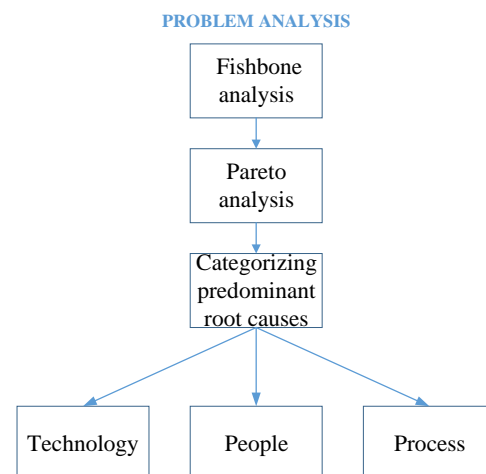 PROBLEM ANALYSIS
Fishbone
analysis
Pareto
analysis
Categorizing
predominant
root causes
Technology
People
Process